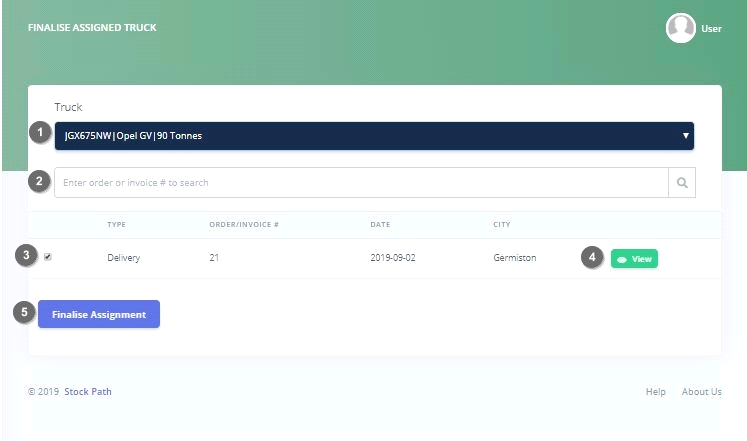 FINALISE ASSIGNED TRUCK
User
Truck
1 JGX675NW|Opel GV|90 Tonnes
2 Enter order or invoice # to search
TYPE ORDER/INVOICE # DATE CITY
3 Delivery 21 2019-09-02 Germiston 4 View
5 Finalise Assignment
© 2019 Stock Path Help About Us